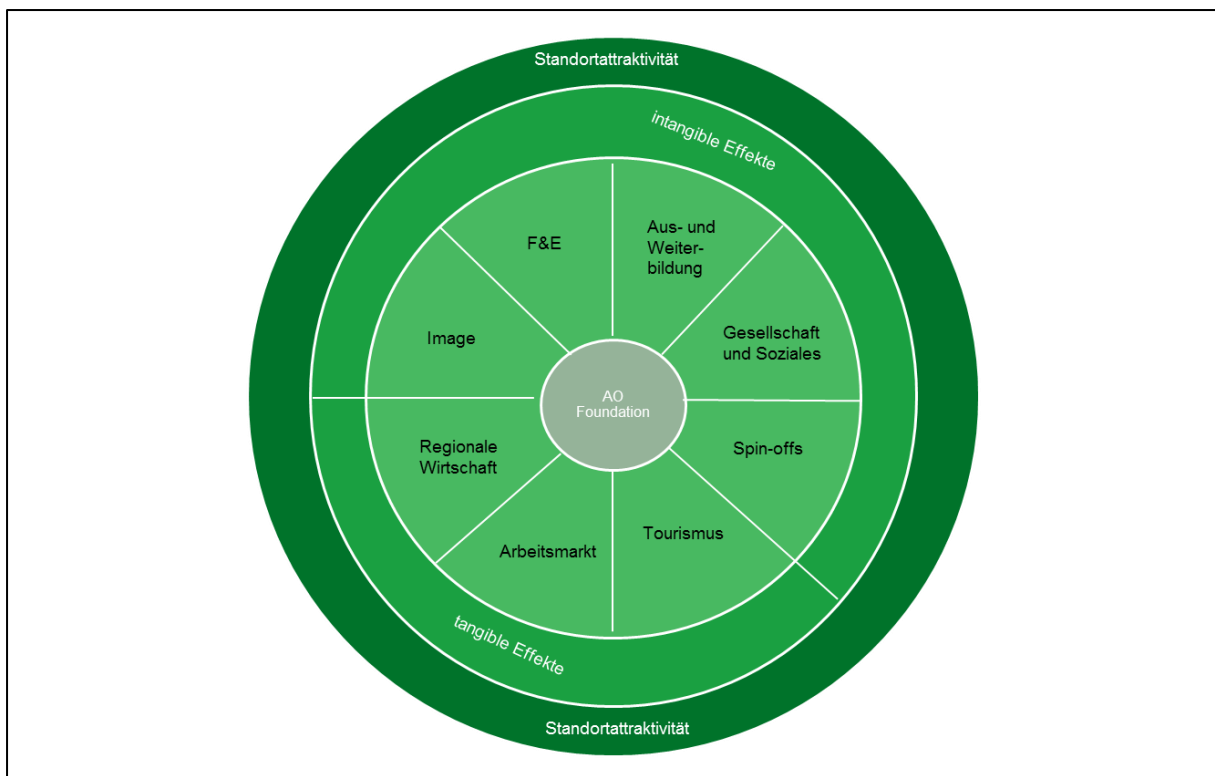 Standortattraktivität
intangible Effekte
F&E
Aus- und
Weiter-
bildung
Image
Gesellschaft
und Soziales
AO
Foundation
Regionale
Wirtschaft
Spin-offs
Arbeitsmarkt
Tourismus
tangible Effekte
Standortattraktivität